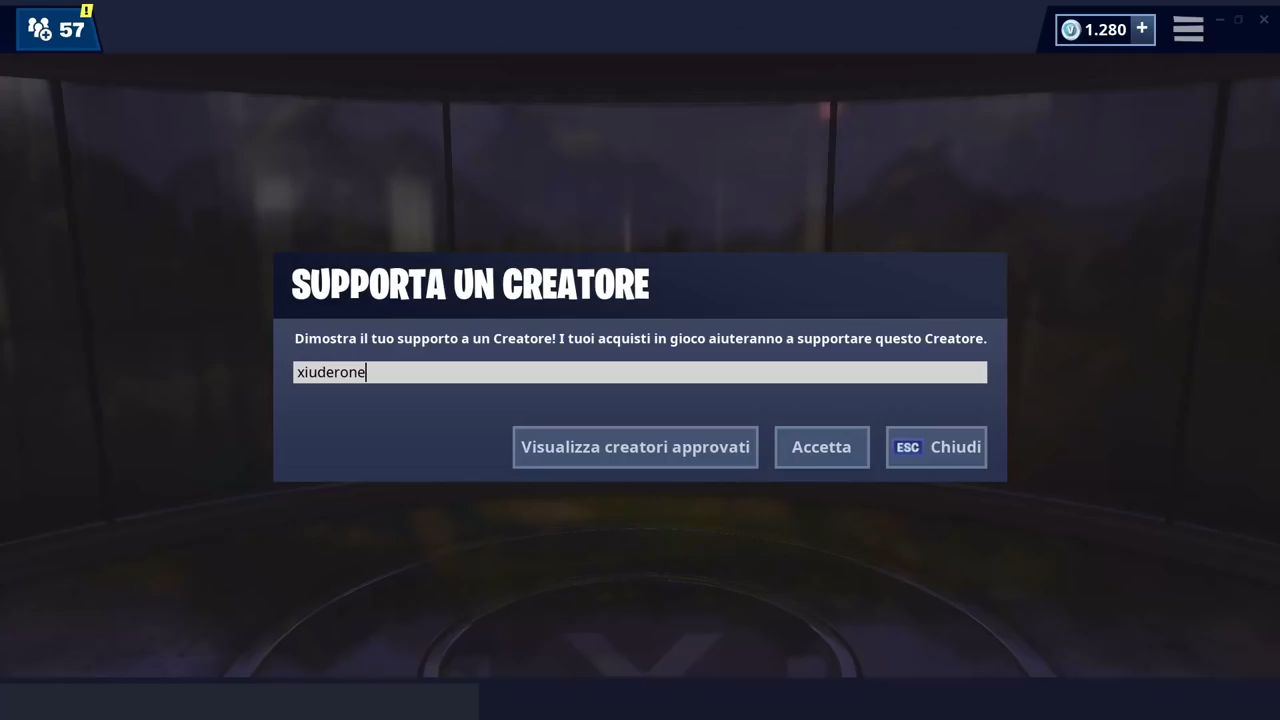 ! 
57
1.280 +
SUPPORTA UN CREATORE
Dimostra il tuo supporto a un Creatore! I tuoi acquisti in gioco aiuteranno a supportare questo Creatore.
xiuderone
Visualizza creatori approvati
Accetta
ESC Chiudi